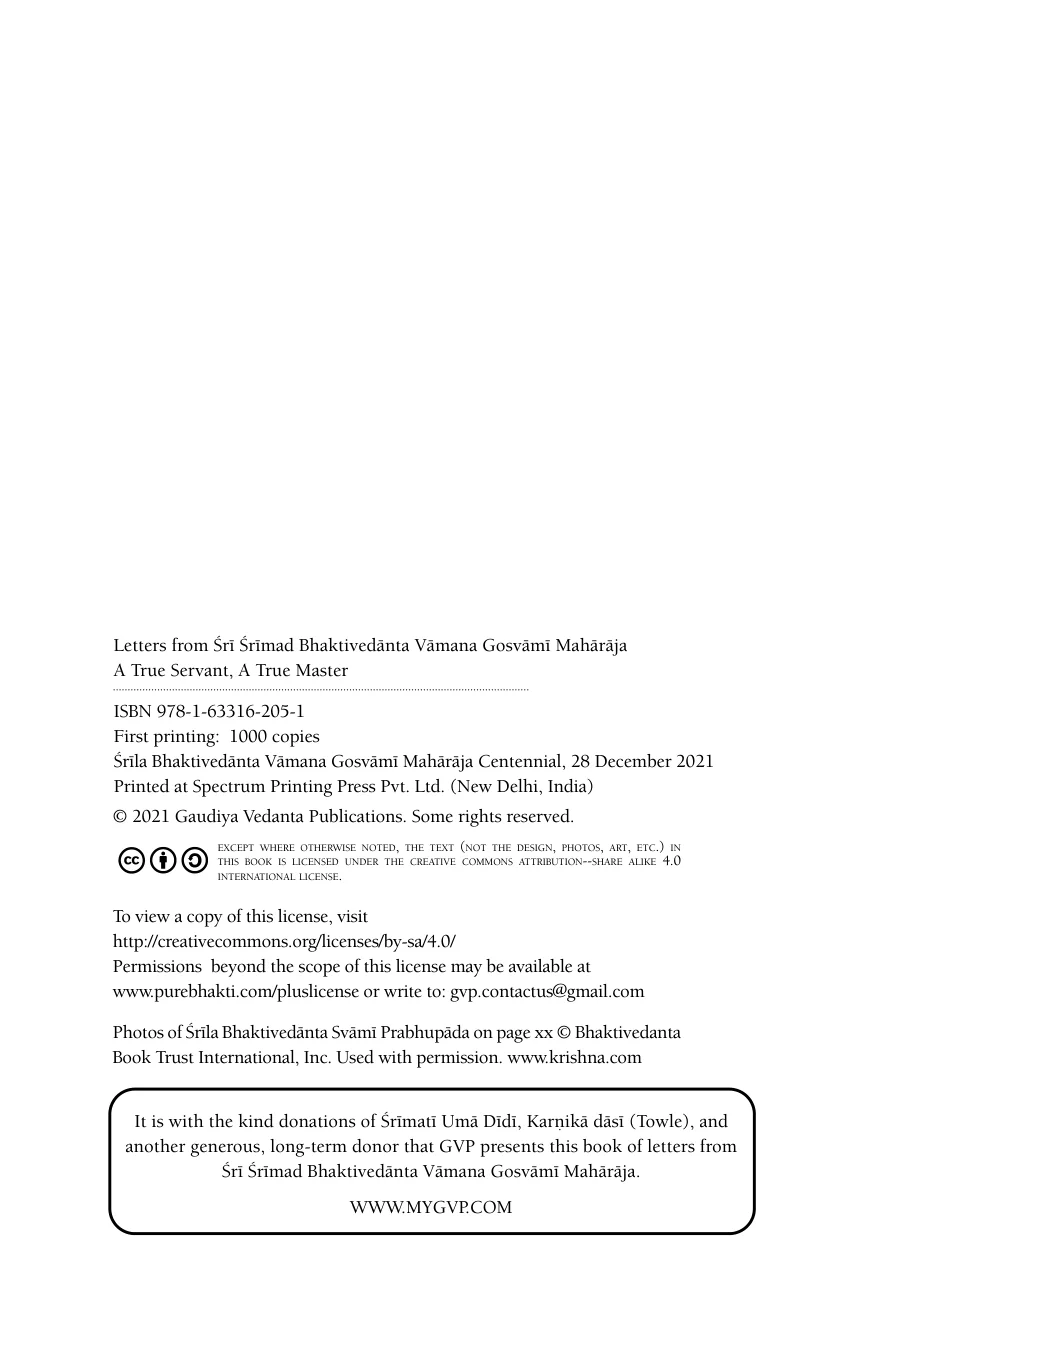 Letters from Śrī Śrīmad Bhaktivedānta Vāmana Gosvāmī Mahārāja
A True Servant, A True Master
ISBN 978-1-63316-205-1
First printing:  1000 copies
Śrīla Bhaktivedānta Vāmana Gosvāmī Mahārāja Centennial, 28 December 2021
Printed at Spectrum Printing Press Pvt. Ltd. (New Delhi, India)
© 2021 Gaudiya Vedanta Publications. Some rights reserved.
cc
EXCEPT WHERE OTHERWISE NOTED, THE TEXT (NOT THE DESIGN, PHOTOS, ART, ETC.) IN
THIS BOOK IS LICENSED UNDER THE CREATIVE COMMONS ATTRIBUTION--SHARE ALIKE 4.0
INTERNATIONAL LICENSE.
To view a copy of this license, visit
http://creativecommons.org/licenses/by-sa/4.0/
Permissions  beyond the scope of this license may be available at
www.purebhakti.com/pluslicense or write to: gvp.contactus@gmail.com
Photos of Śrīla Bhaktivedānta Svāmī Prabhupāda on page xx © Bhaktivedanta
Book Trust International, Inc. Used with permission. www.krishna.com
It is with the kind donations of Śrīmatī Umā Dīdī, Karṇikā dāsī (Towle), and
another generous, long-term donor that GVP presents this book of letters from
Śrī Śrīmad Bhaktivedānta Vāmana Gosvāmī Mahārāja.
WWW.MYGVP.COM